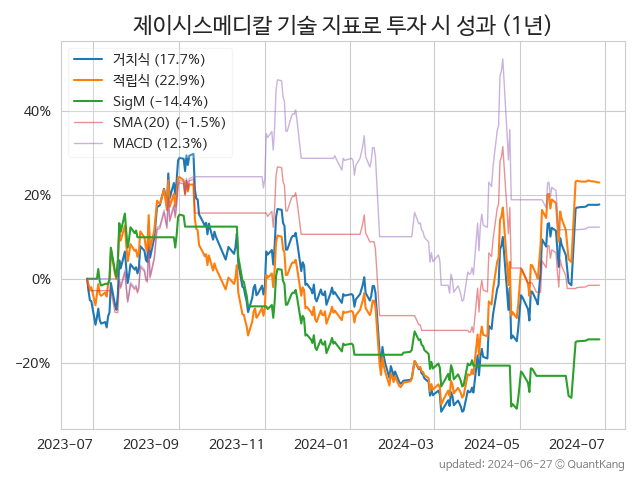 제이시스메디칼 기술 지표로 투자 시 성과 (1년)
거치식 (17.7%)
적립식 (22.9%)
SigM (−14.4%)
SMA(20) (−1.5%)
MACD (12.3%)
40%
20%
0%
−20%
2023-07 2023-09 2023-11 2024-01 2024-03 2024-05 2024-07
updated: 2024-06-27 © QuantKang